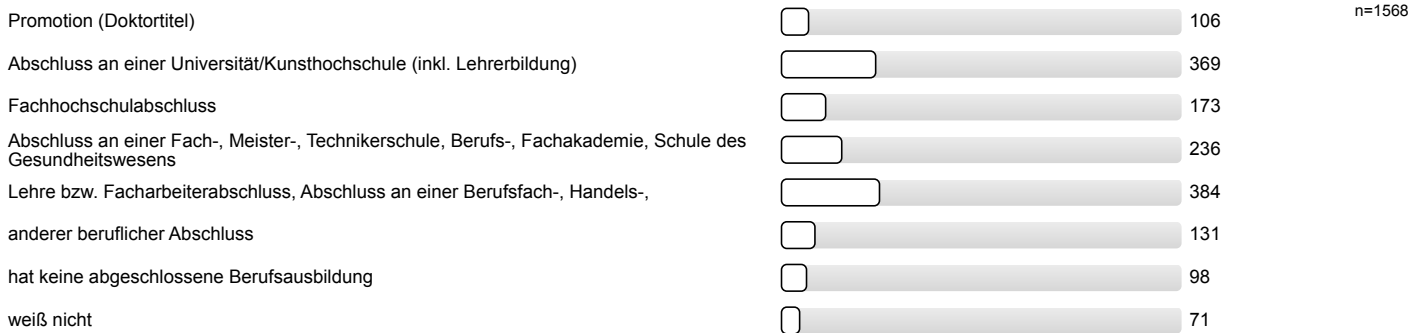 Promotion (Doktortitel) 106 n=1568
Abschluss an einer Universität/Kunsthochschule (inkl. Lehrerbildung) 369
Fachhochschulabschluss 173
Abschluss an einer Fach-, Meister-, Technikerschule, Berufs-, Fachakademie, Schule des
Gesundheitswesens 236
Lehre bzw. Facharbeiterabschluss, Abschluss an einer Berufsfach-, Handels-, 384
anderer beruflicher Abschluss 131
hat keine abgeschlossene Berufsausbildung 98
weiß nicht 71